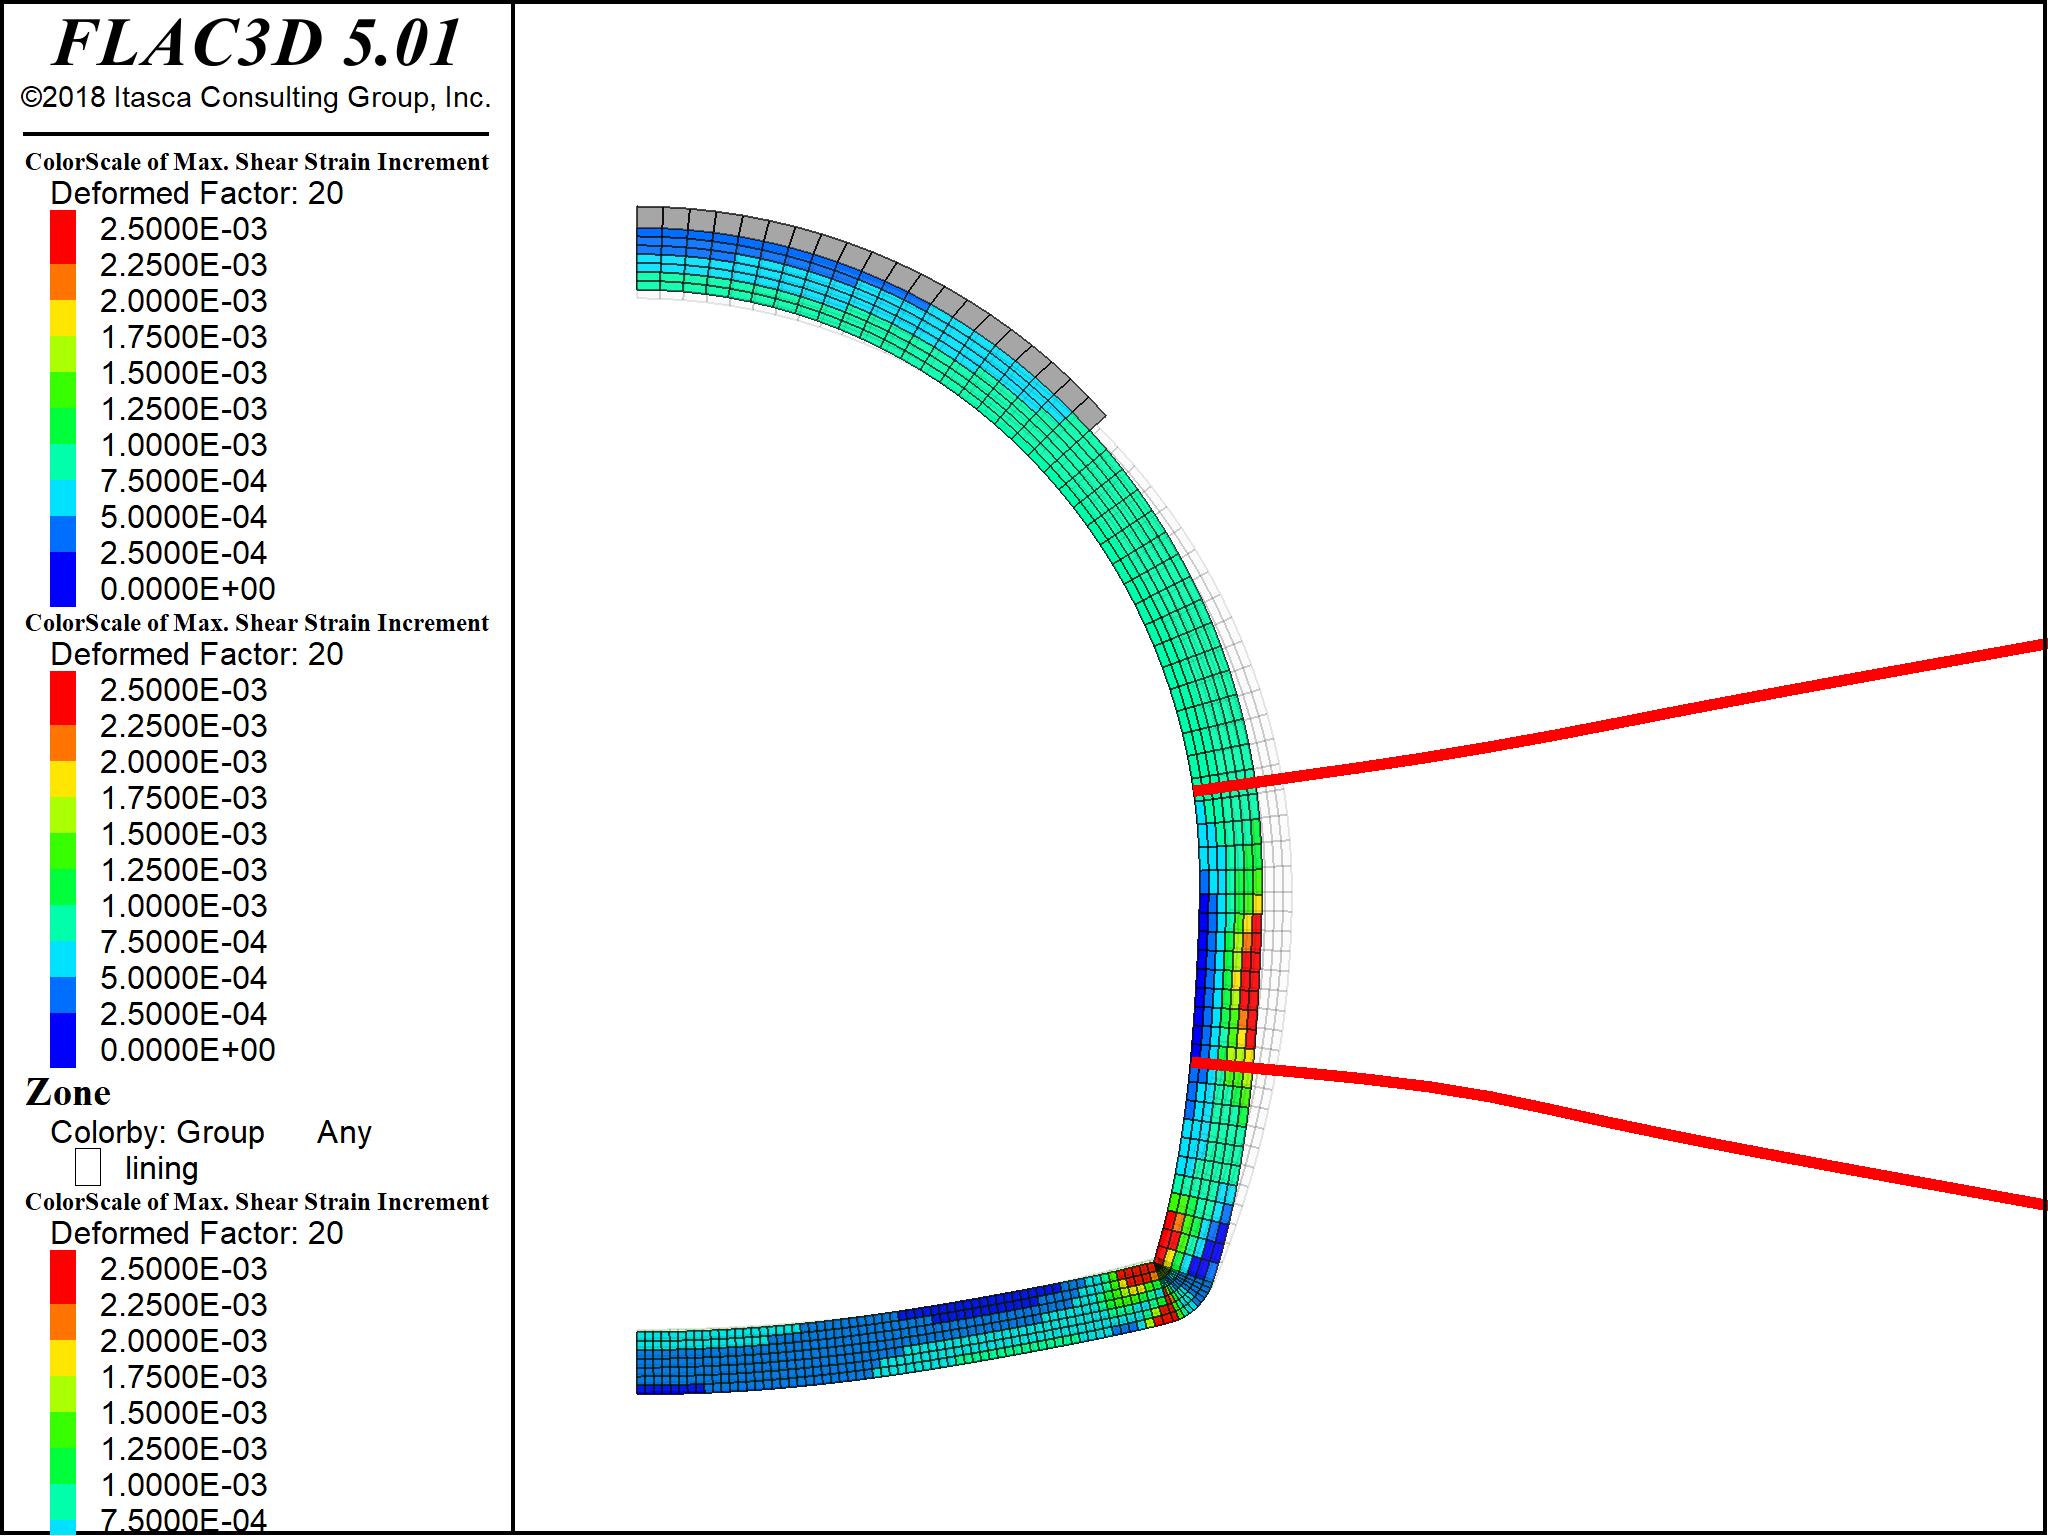 FLAC3D 5.01
©2018 Itasca Consulting Group, Inc.
ColorScale of Max. Shear Strain Increment
Deformed Factor: 20
2.5000E-03
2.2500E-03
2.0000E-03
1.7500E-03
1.5000E-03
1.2500E-03
1.0000E-03
7.5000E-04
5.0000E-04
2.5000E-04
0.0000E+00
ColorScale of Max. Shear Strain Increment
Deformed Factor: 20
2.5000E-03
2.2500E-03
2.0000E-03
1.7500E-03
1.5000E-03
1.2500E-03
1.0000E-03
7.5000E-04
5.0000E-04
2.5000E-04
0.0000E+00
Zone
Colorby: Group Any
lining
ColorScale of Max. Shear Strain Increment
Deformed Factor: 20
2.5000E-03
2.2500E-03
2.0000E-03
1.7500E-03
1.5000E-03
1.2500E-03
1.0000E-03
7.5000E-04